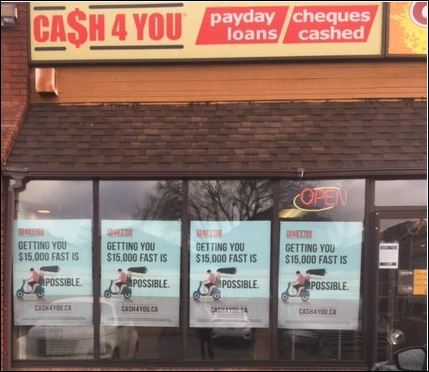 CA$H 4 YOU
payday loans
cheques cashed
OPEN
GETTING YOU
$15,000 FAST IS
POSSIBLE.
CASH4YOU.CA
GETTING YOU
$15,000 FAST IS
POSSIBLE.
CASH4YOU.CA
GETTING YOU
$15,000 FAST IS
POSSIBLE.
CASH4YOU.CA
GETTING YOU
$15,000 FAST IS
POSSIBLE.
CASH4YOU.CA